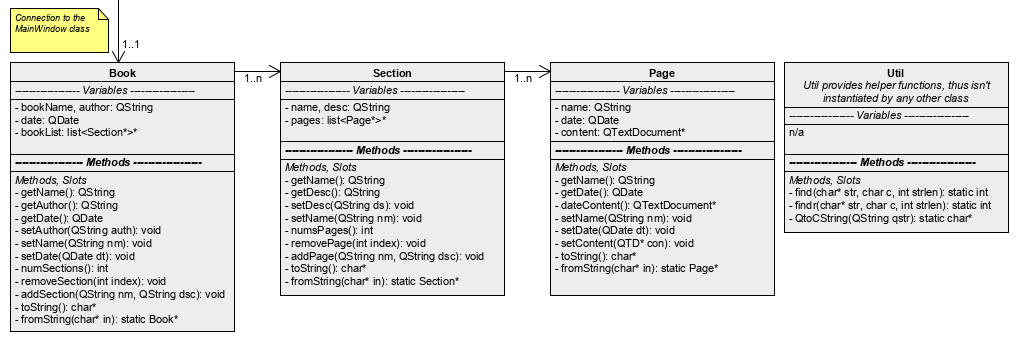 Connection to the
MainWindow class
1..1
Book
------------------ Variables ------------------
- bookName, author: QString
- date: QDate
- bookList: list<Section*>*
------------------ Methods ------------------
Methods, Slots
- getName(): QString
- getAuthor(): QString
- getDate(): QDate
- setAuthor(QString auth): void
- setName(QString nm): void
- setDate(QDate dt): void
- numSections(): int
- removeSection(int index): void
- addSection(QString nm, QString dsc): void
- toString(): char*
- fromString(char* in): static Book*
1..n
Section
------------------ Variables ------------------
- name, desc: QString
- pages: list<Page*>*
------------------ Methods ------------------
Methods, Slots
- getName(): QString
- getDesc(): QString
- setDesc(QString ds): void
- setName(QString nm): void
- numsPages(): int
- removePage(int index): void
- addPage(QString nm, QString dsc): void
- toString(): char*
- fromString(char* in): static Section*
1..n
Page
------------------ Variables ------------------
- name: QString
- date: QDate
- content: QTextDocument*
------------------ Methods ------------------
Methods, Slots
- getName(): QString
- getDate(): QDate
- dateContent(): QTextDocument*
- setName(QString nm): void
- setDate(QDate dt): void
- setContent(QTD* con): void
- toString(): char*
- fromString(char* in): static Page*
Util
Util provides helper functions, thus isn't
instantiated by any other class
------------------ Variables ------------------
n/a
------------------ Methods ------------------
Methods, Slots
- find(char* str, char c, int strlen): static int
- findr(char* str, char c, int strlen): static int
- QtoCString(QString qstr): static char*